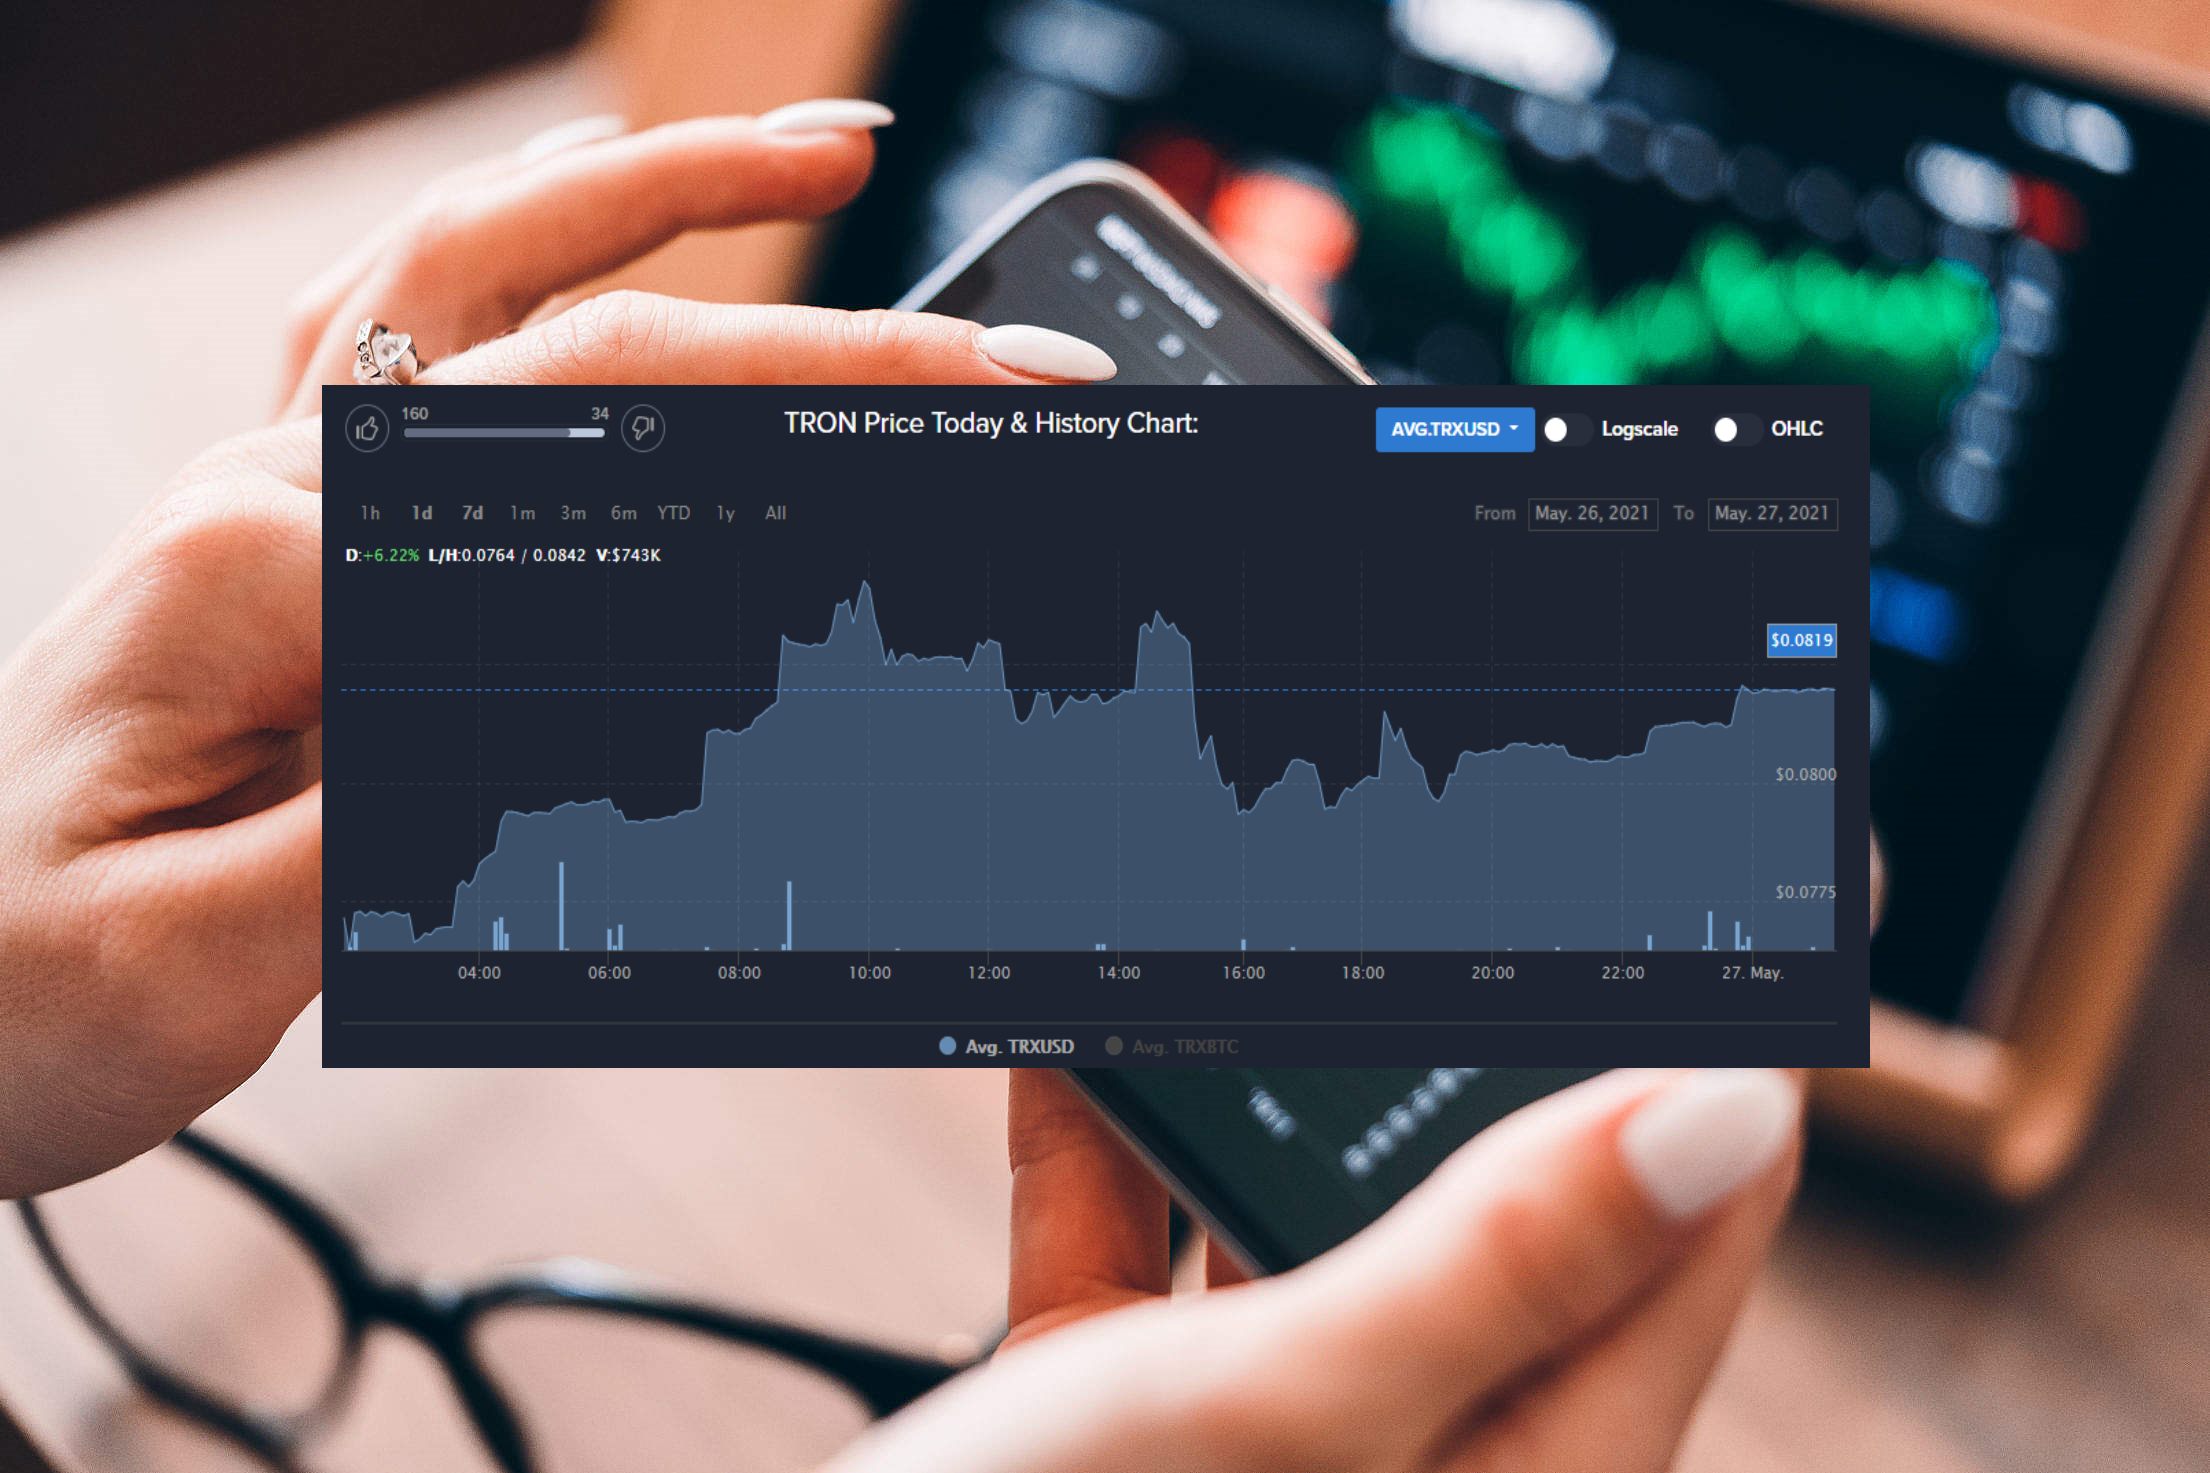 160 34
TRON Price Today & History Chart:
AVG.TRXUSD Logscale OHLC
1h 1d 7d 1m 3m 6m YTD 1y All
From May. 26, 2021 To May. 27, 2021
D:+6.22% L/H:0.0764 / 0.0842 V:$743K
$0.0819
$0.0800
$0.0775
04:00 06:00 08:00 10:00 12:00 14:00 16:00 18:00 20:00 22:00 27. May.
Avg. TRXUSD Avg. TRXBTC